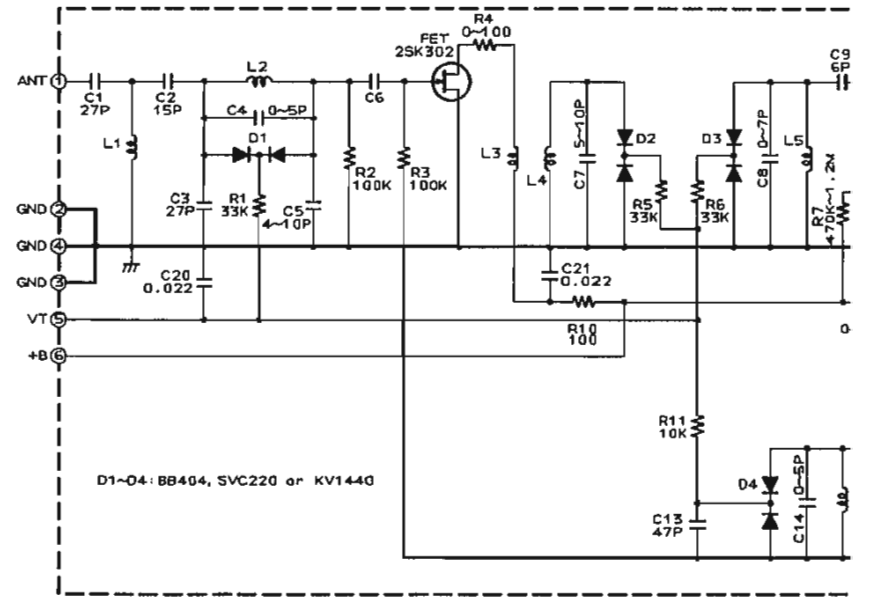 R4
0~100
FET
2SK302
C9
6P
L2
ANT 1
C1
27P
C2
15P
C6
C4 0~5P
D1
L1
D2
D3
5~10P
C7
0~7P
C8
L5
L3
L4
R2
100K
R3
100K
C3
27P
R1
33K
C5
4~10P
R5
33K
R6
33K
R7
470K~1.2M
GND 2
GND 4
GND 3
C20
0.022
C21
0.022
VT 5
R10
100
0
+B 6
R11
10K
D1~D4: BB404, SVC220 or KV1440
D4
0~5P
C14
C13
47P